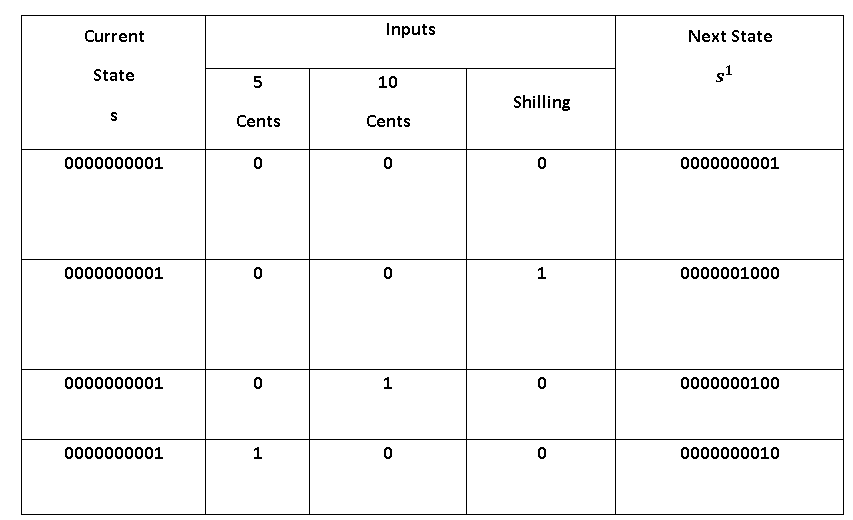 Current State s
Inputs
Next State s¹
5 Cents
10 Cents
Shilling
0000000001 0 0 0 0000000001
0000000001 0 0 1 0000001000
0000000001 0 1 0 0000000100
0000000001 1 0 0 0000000010